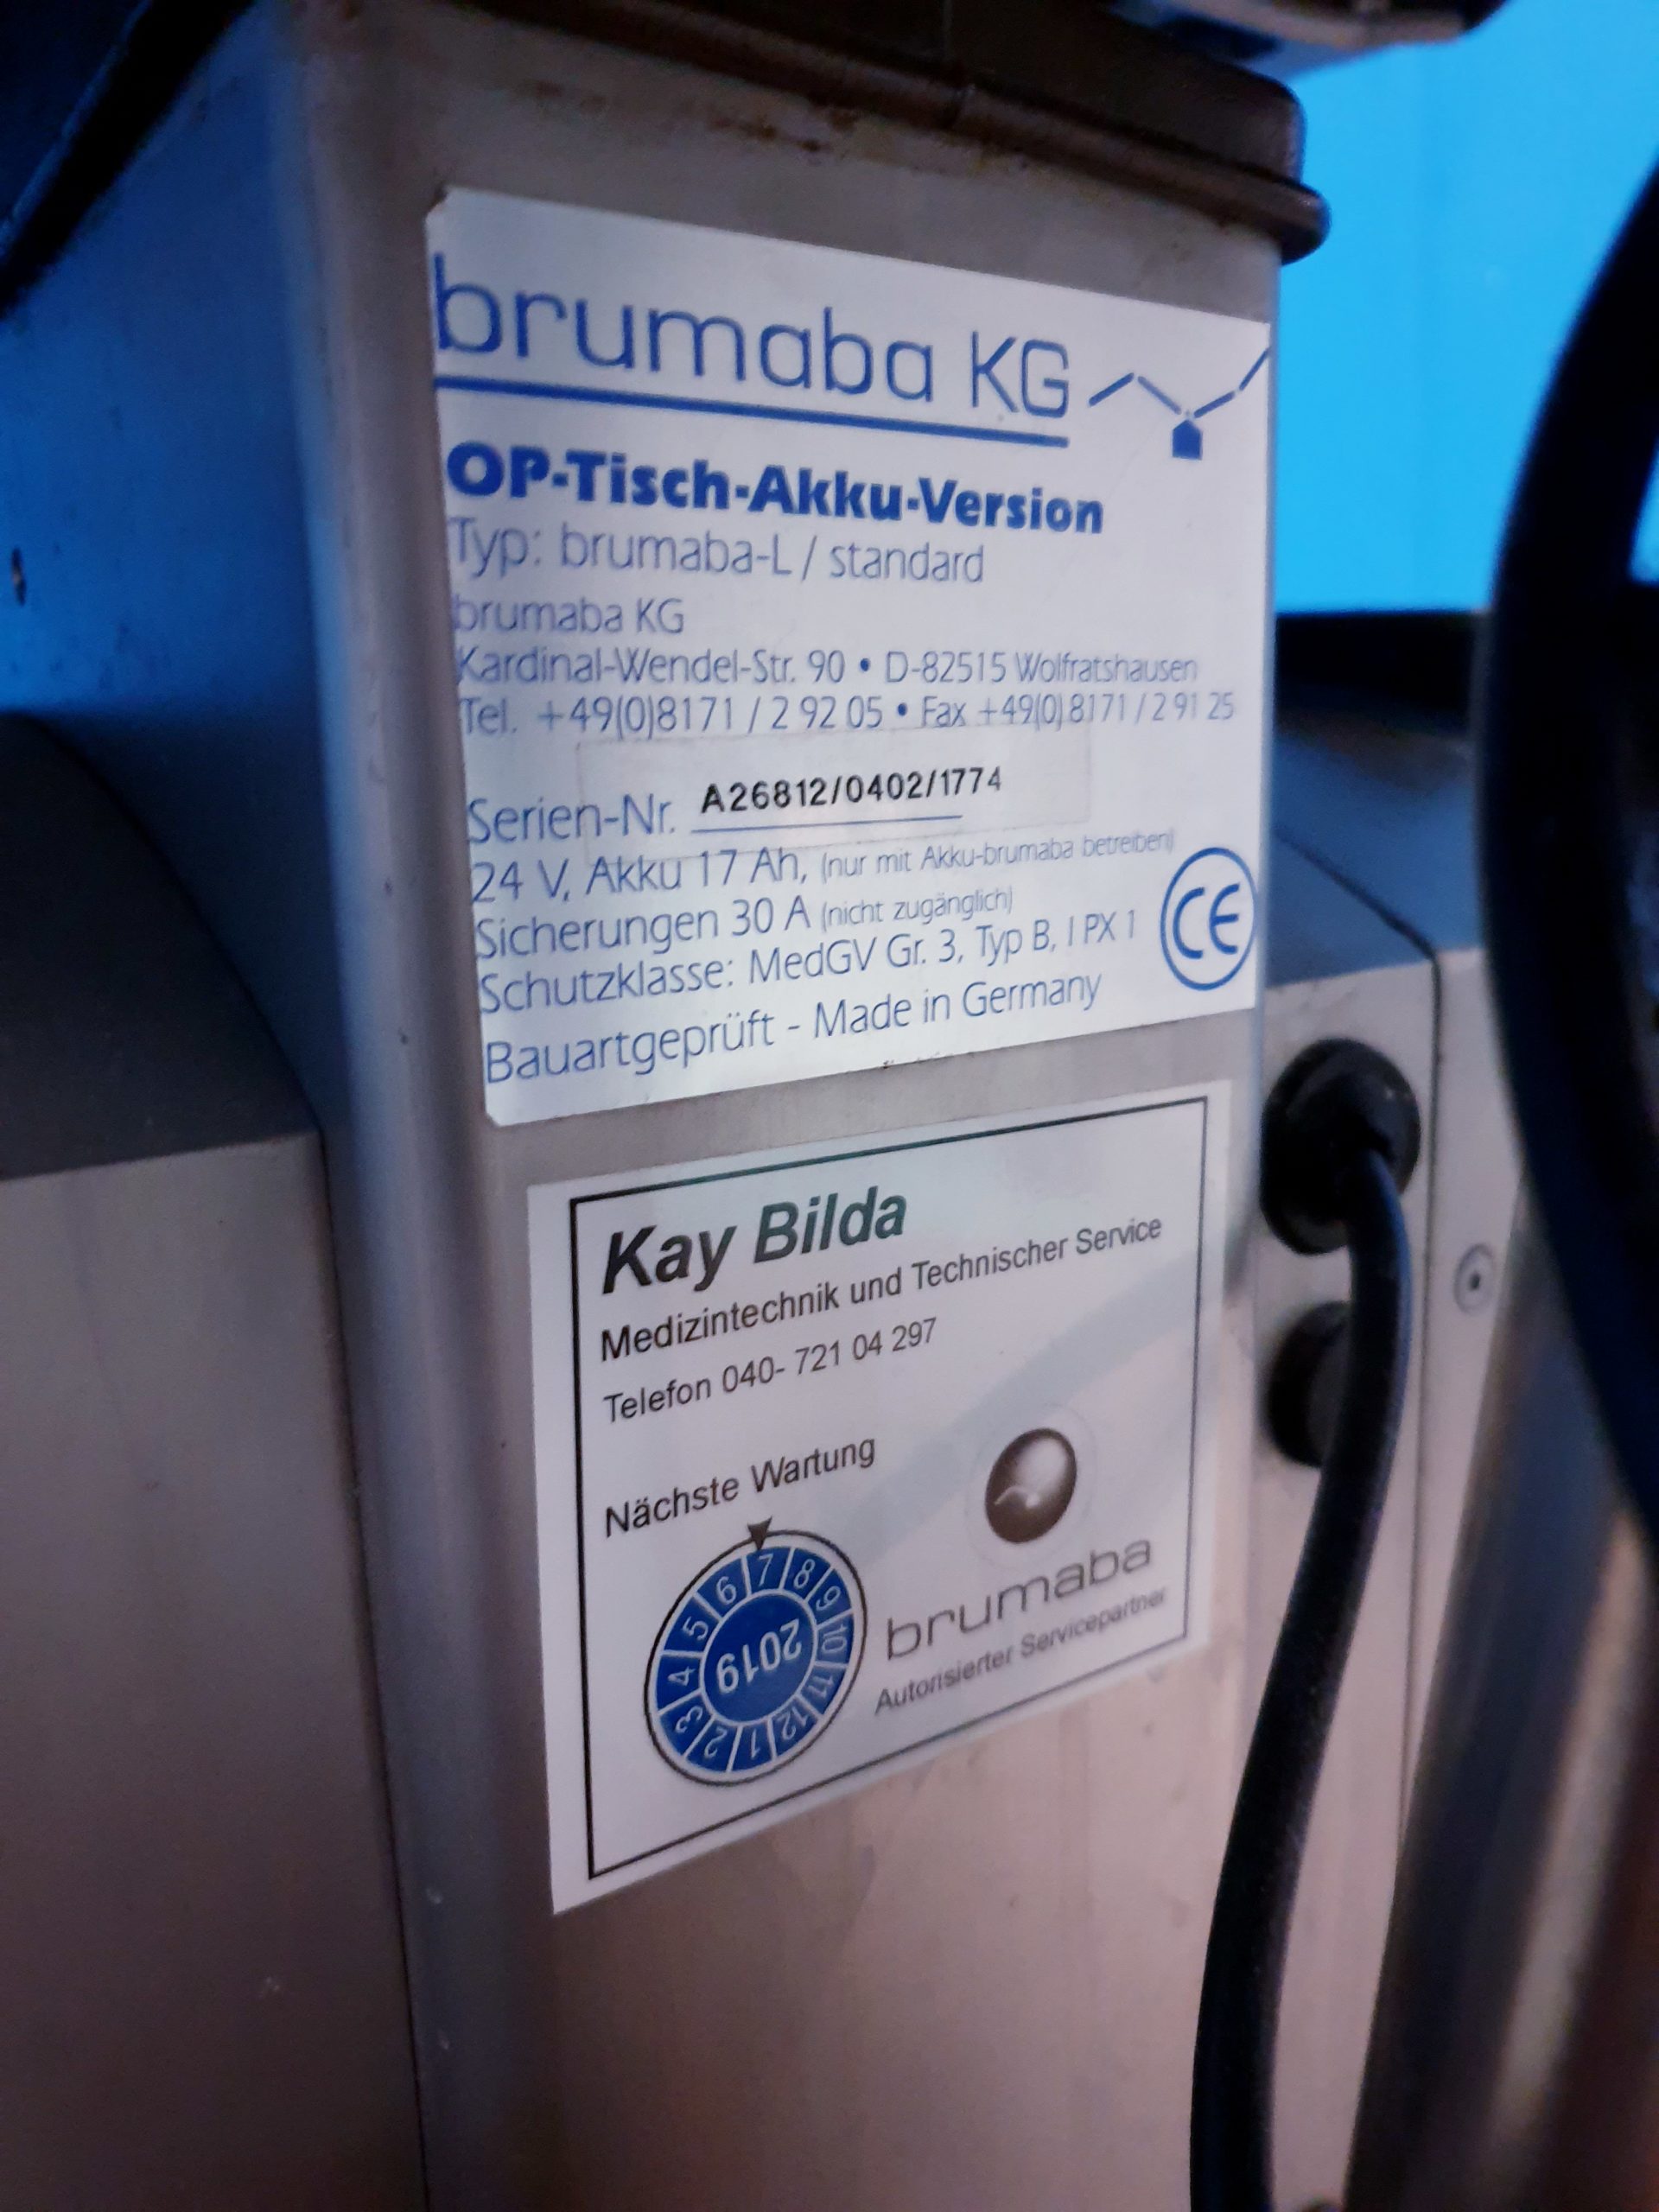 brumaba KG
OP-Tisch-Akku-Version
Typ: brumaba-L / standard
brumaba KG
Kardinal-Wendel-Str. 90 • D-82515 Wolfratshausen
Tel. +49(0)8171 / 2 92 05 • Fax +49(0)8171 / 2 91 25
Serien-Nr. A26812/0402/1774
24 V, Akku 17 Ah, (nur mit Akku-brumaba betreiben)
Sicherungen 30 A (nicht zugänglich)
Schutzklasse: MedGV Gr. 3, Typ B, I PX 1
Bauartgeprüft - Made in Germany
CE
Kay Bilda
Medizintechnik und Technischer Service
Telefon 040- 721 04 297
Nächste Wartung
1 2 3 4 5 6 7 8 9 10 11 12
2019
brumaba
Autorisierter Servicepartner